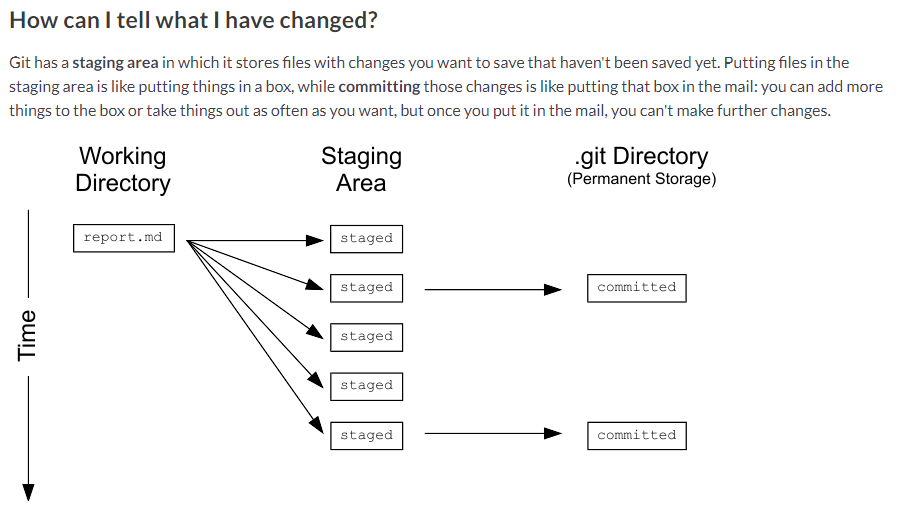 How can I tell what I have changed?
Git has a staging area in which it stores files with changes you want to save that haven't been saved yet. Putting files in the
staging area is like putting things in a box, while committing those changes is like putting that box in the mail: you can add more
things to the box or take things out as often as you want, but once you put it in the mail, you can't make further changes.
Working
Directory
Staging
Area
.git Directory
(Permanent Storage)
report.md
staged
staged
committed
Time
staged
staged
staged
committed